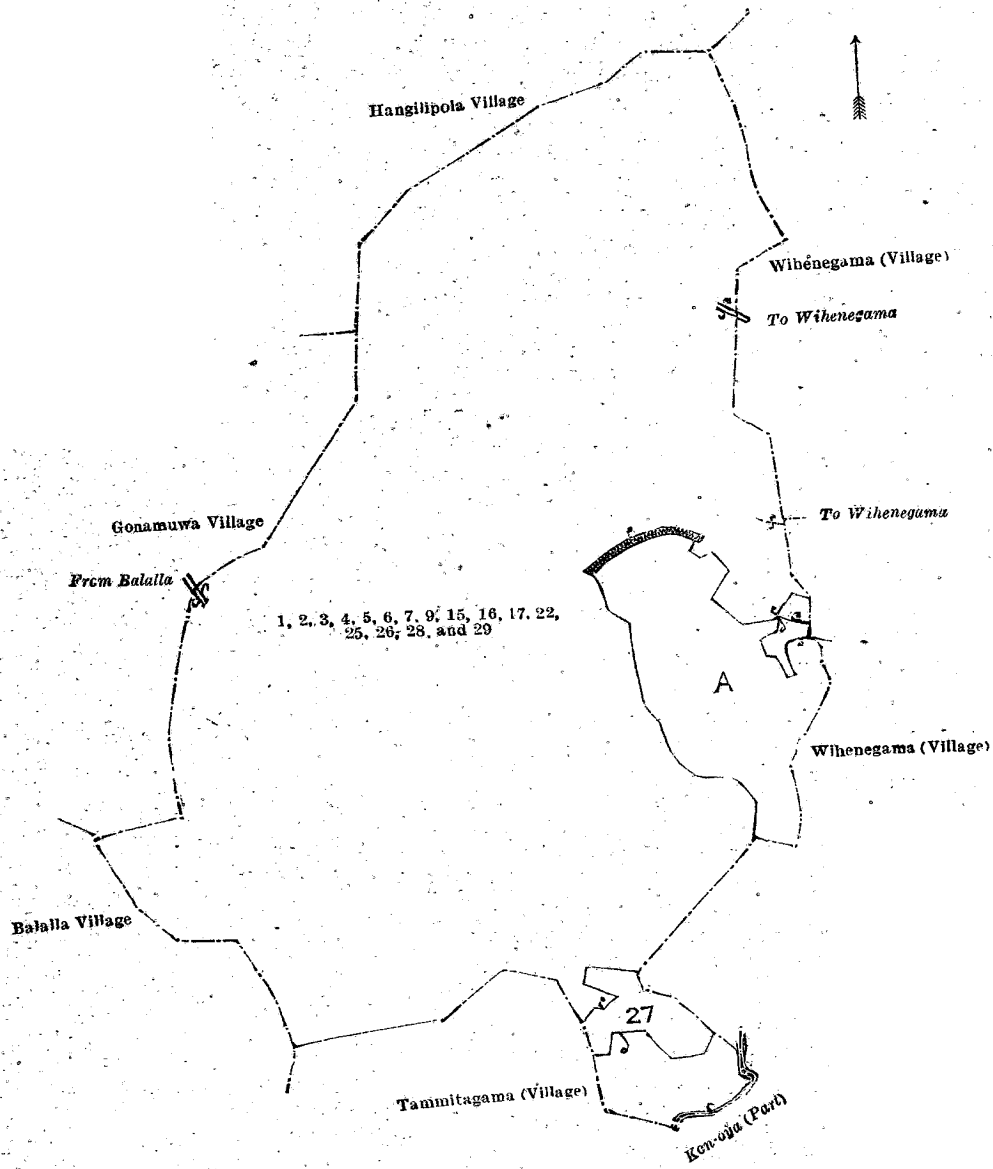 Hangilipola Village
Wihenegama (Village)
To Wihenegama
To Wihenegama
Gonamuwa Village
From Balalla
1, 2, 3, 4, 5, 6, 7, 9, 15, 16, 17, 22,
25, 26, 28, and 29
A
Wihenegama (Village)
Balalla Village
27
Tammitagama (Village)
Ken-oya (Part)